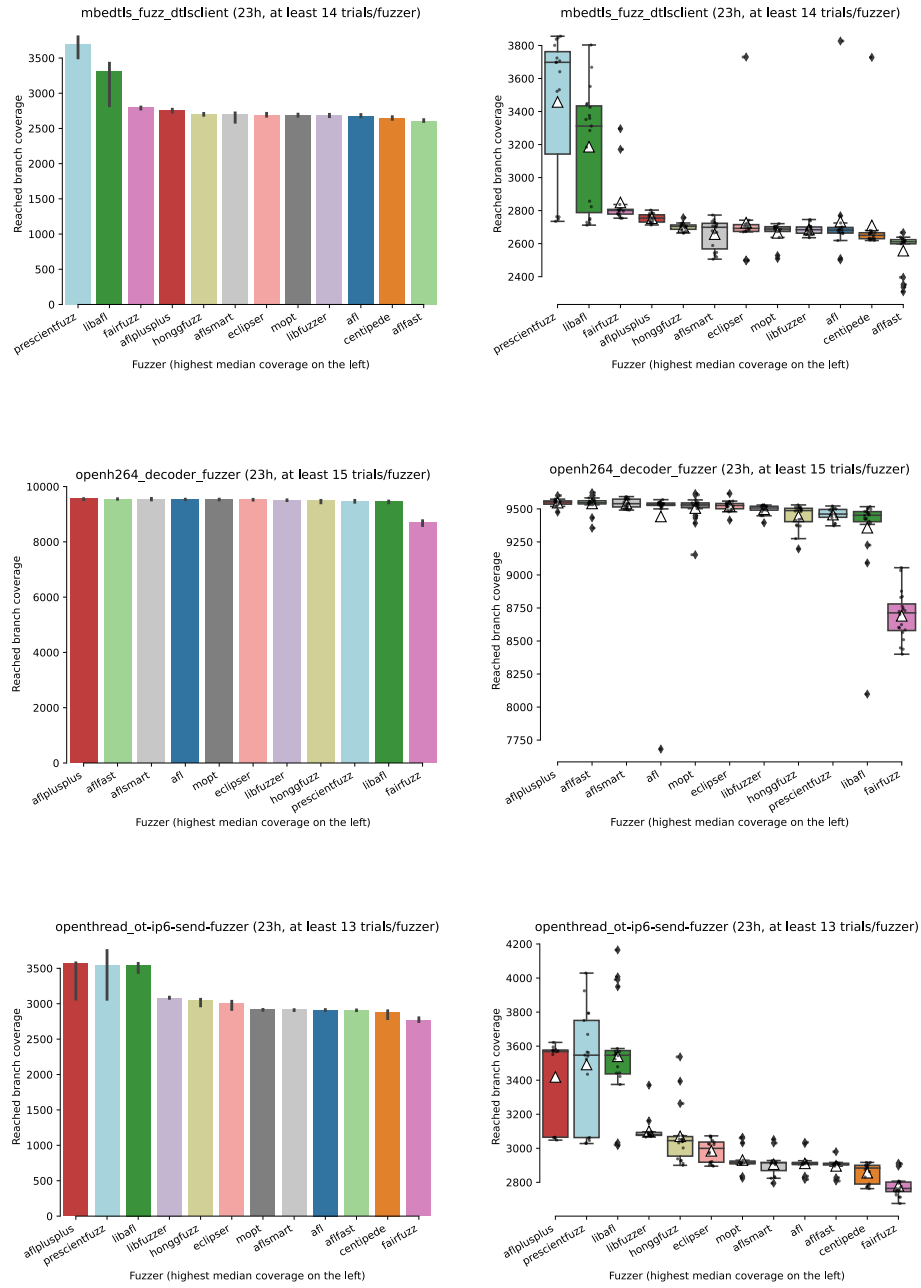 mbedtls_fuzz_dtlsclient (23h, at least 14 trials/fuzzer)
Reached branch coverage
3500
3000
2500
2000
1500
1000
500
0
prescientfuzz
libafl
fairfuzz
aflplusplus
honggfuzz
aflsmart
eclipser
mopt
libfuzzer
afl
centipede
aflfast
Fuzzer (highest median coverage on the left)
mbedtls_fuzz_dtlsclient (23h, at least 14 trials/fuzzer)
Reached branch coverage
3800
3600
3400
3200
3000
2800
2600
2400
prescientfuzz
libafl
fairfuzz
aflplusplus
honggfuzz
aflsmart
eclipser
mopt
libfuzzer
afl
centipede
aflfast
Fuzzer (highest median coverage on the left)
openh264_decoder_fuzzer (23h, at least 15 trials/fuzzer)
Reached branch coverage
10000
8000
6000
4000
2000
0
aflplusplus
aflfast
aflsmart
afl
mopt
eclipser
libfuzzer
honggfuzz
prescientfuzz
libafl
fairfuzz
Fuzzer (highest median coverage on the left)
openh264_decoder_fuzzer (23h, at least 15 trials/fuzzer)
Reached branch coverage
9500
9250
9000
8750
8500
8250
8000
7750
aflplusplus
aflfast
aflsmart
afl
mopt
eclipser
libfuzzer
honggfuzz
prescientfuzz
libafl
fairfuzz
Fuzzer (highest median coverage on the left)
openthread_ot-ip6-send-fuzzer (23h, at least 13 trials/fuzzer)
Reached branch coverage
3500
3000
2500
2000
1500
1000
500
0
aflplusplus
prescientfuzz
libafl
libfuzzer
honggfuzz
eclipser
mopt
aflsmart
afl
aflfast
centipede
fairfuzz
Fuzzer (highest median coverage on the left)
openthread_ot-ip6-send-fuzzer (23h, at least 13 trials/fuzzer)
Reached branch coverage
4200
4000
3800
3600
3400
3200
3000
2800
aflplusplus
prescientfuzz
libafl
libfuzzer
honggfuzz
eclipser
mopt
aflsmart
afl
aflfast
centipede
fairfuzz
Fuzzer (highest median coverage on the left)